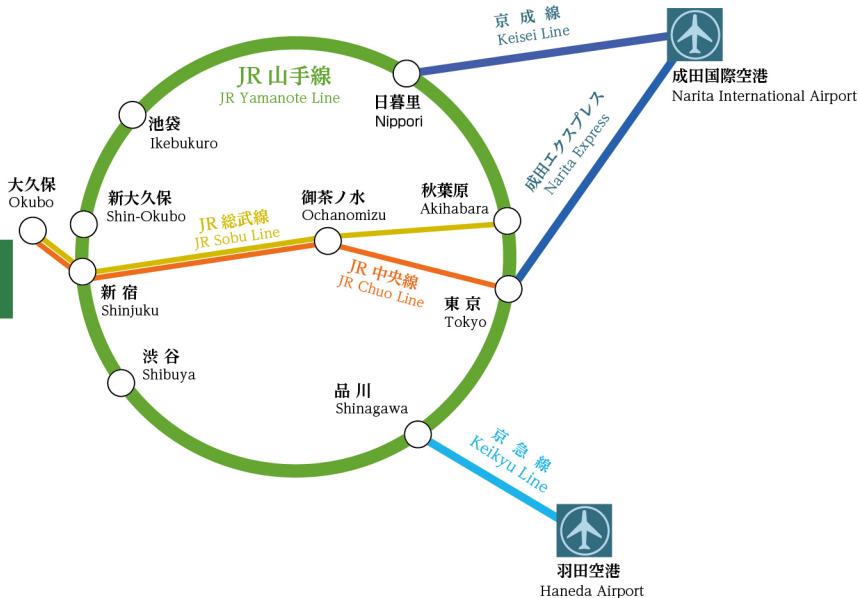 京成線
Keisei Line
成田国際空港
Narita International Airport
JR 山手線
JR Yamanote Line
日暮里
Nippori
成田エクスプレス
Narita Express
池袋
Ikebukuro
大久保
Okubo
新大久保
Shin-Okubo
御茶ノ水
Ochanomizu
秋葉原
Akihabara
JR 総武線
JR Sobu Line
JR 中央線
JR Chuo Line
新宿
Shinjuku
東京
Tokyo
渋谷
Shibuya
品川
Shinagawa
京急線
Keikyu Line
羽田空港
Haneda Airport